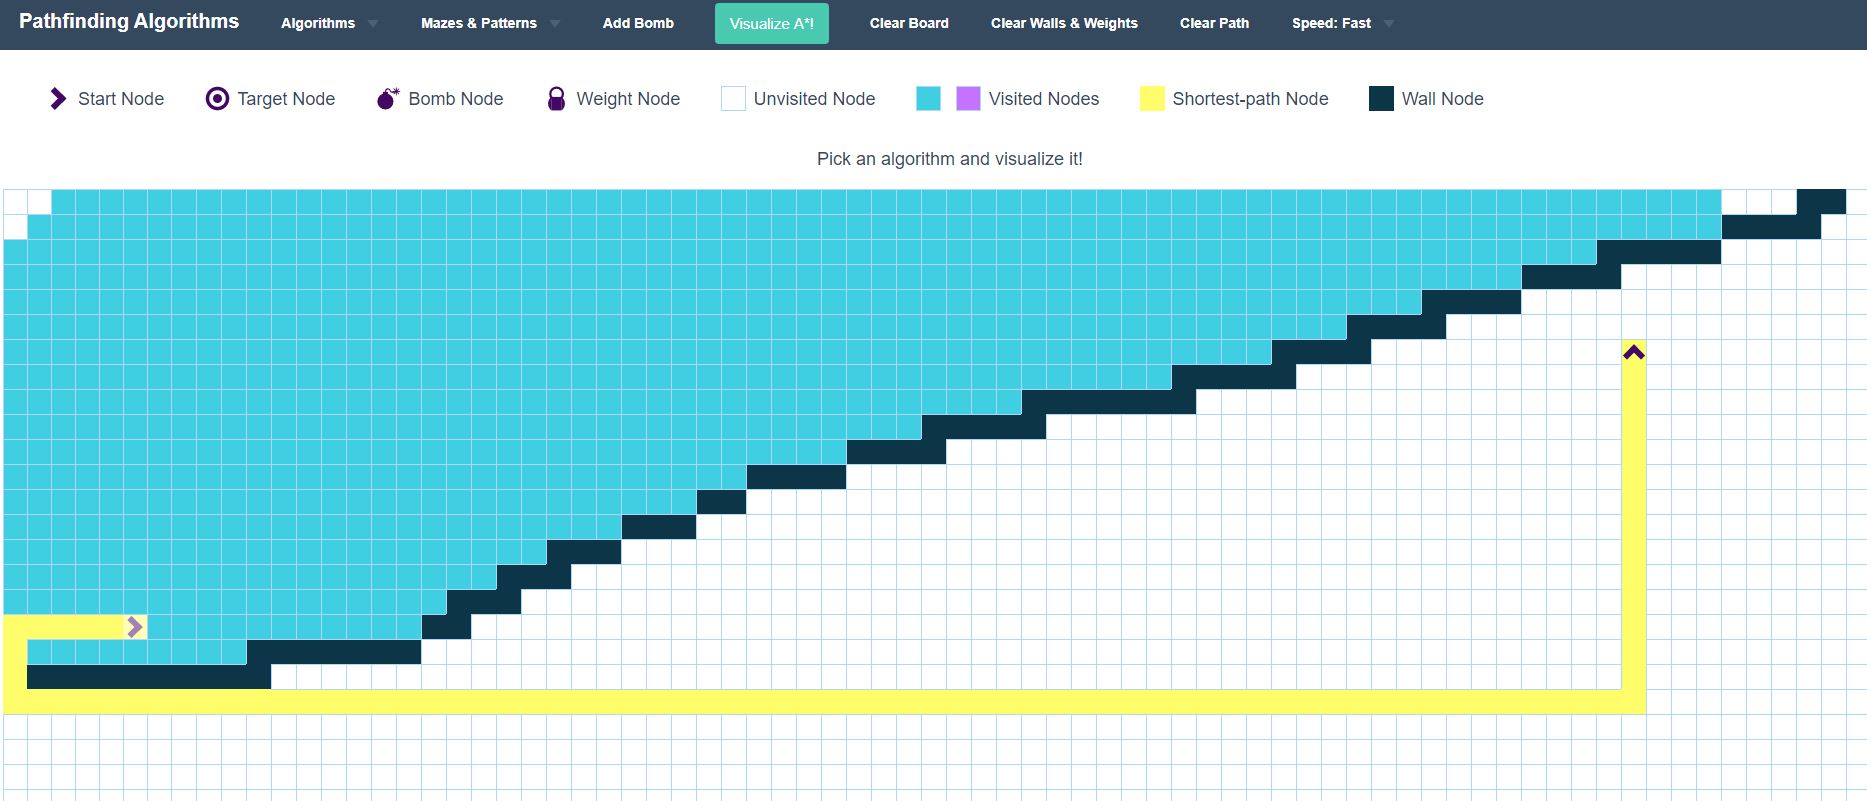 Pathfinding Algorithms Algorithms Mazes & Patterns Add Bomb Visualize A*! Clear Board Clear Walls & Weights Clear Path Speed: Fast
Start Node Target Node Bomb Node Weight Node Unvisited Node Visited Nodes Shortest-path Node Wall Node
Pick an algorithm and visualize it!